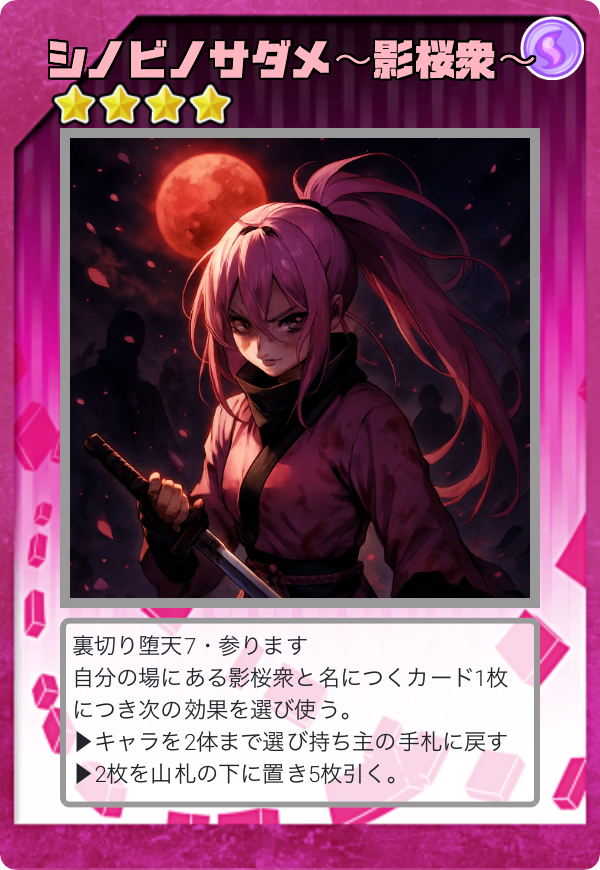 シノビノサダメ～影桜衆～
裏切り堕天7・参ります
自分の場にある影桜衆と名につくカード1枚
につき次の効果を選び使う。
▶キャラを2体まで選び持ち主の手札に戻す
▶2枚を山札の下に置き5枚引く。